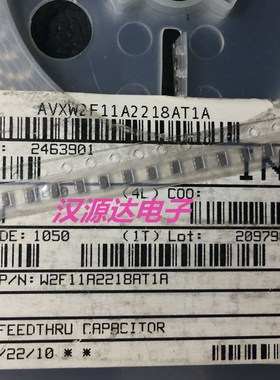 AVXW2F11A2218AT1A
: 2463901
(4L) COO:
汉源达电子
DE: 1050 (1T) Lot: 20979
P/N: W2F11A2218AT1A
FEEDTHRU CAPACITOR
/22/10 * *